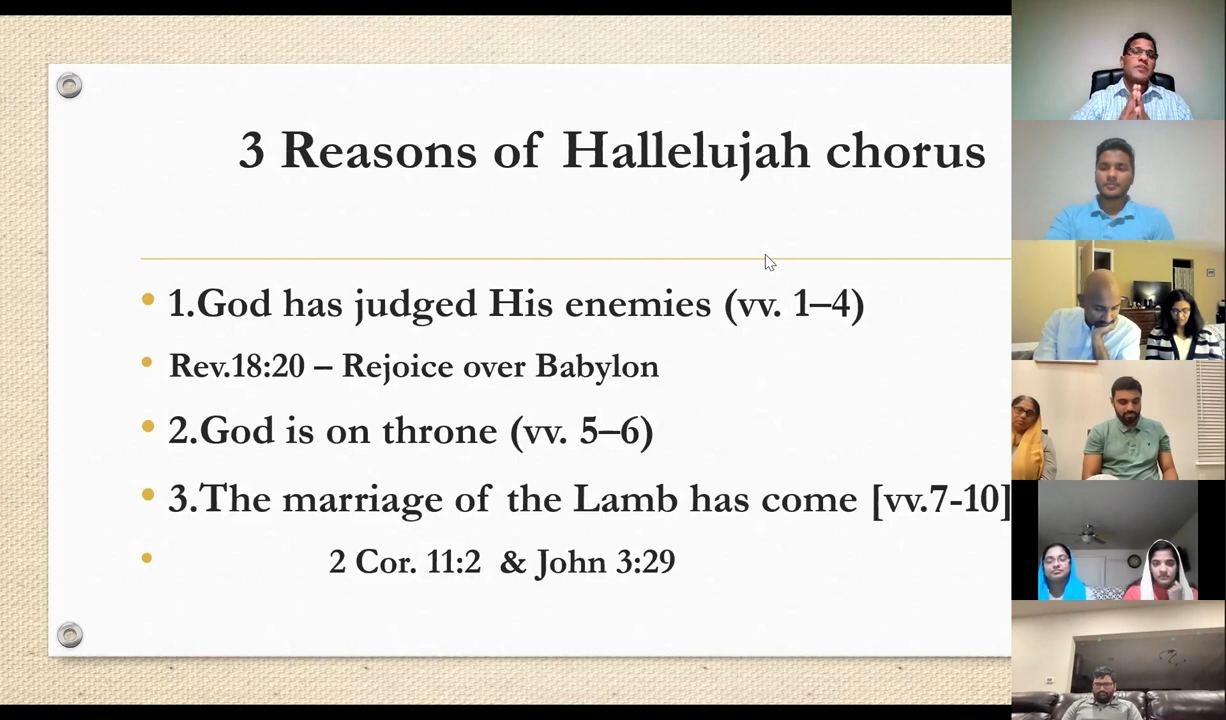 3 Reasons of Hallelujah chorus
1.God has judged His enemies (vv. 1–4)
Rev.18:20 – Rejoice over Babylon
2.God is on throne (vv. 5–6)
3.The marriage of the Lamb has come [vv.7-10]
2 Cor. 11:2 & John 3:29